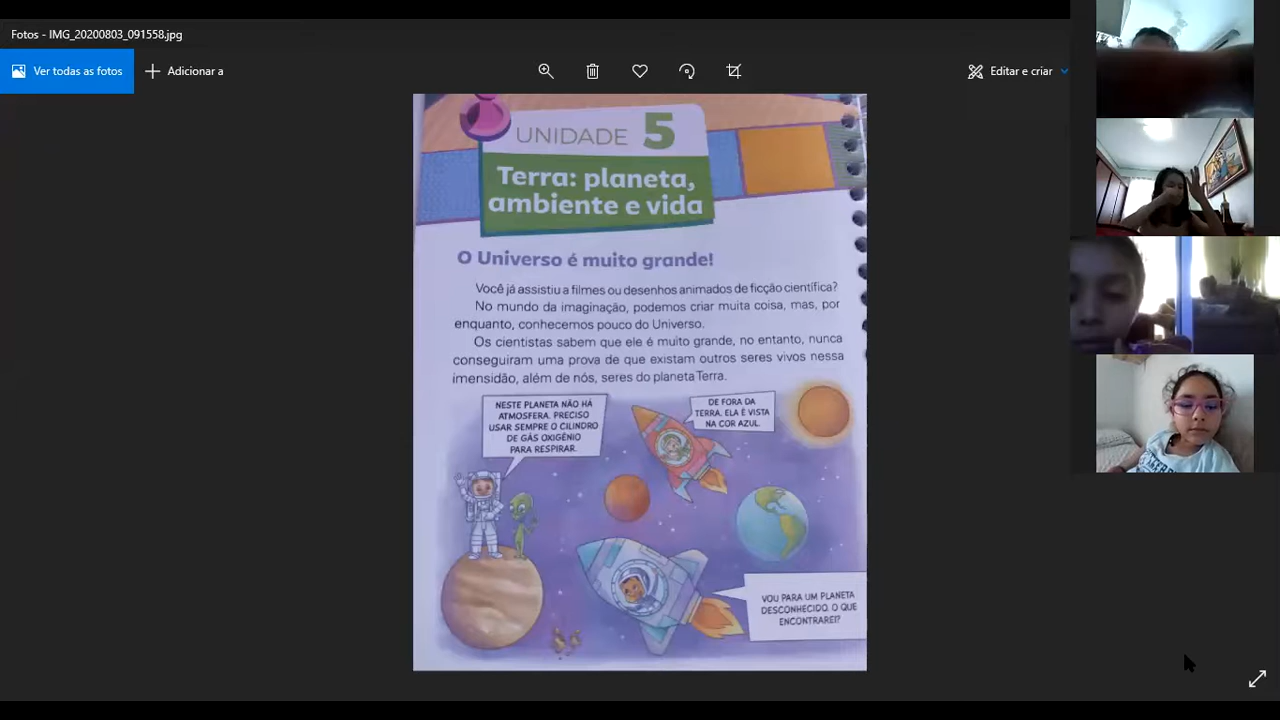 Fotos - IMG_20200803_091558.jpg
Ver todas as fotos
Adicionar a
Editar e criar
UNIDADE 5
Terra: planeta,
ambiente e vida
O Universo é muito grande!
Você já assistiu a filmes ou desenhos animados de ficção científica?
No mundo da imaginação, podemos criar muita coisa, mas, por
enquanto, conhecemos pouco do Universo.
Os cientistas sabem que ele é muito grande, no entanto, nunca
conseguiram uma prova de que existam outros seres vivos nessa
imensidão, além de nós, seres do planeta Terra.
NESTE PLANETA NÃO HÁ
ATMOSFERA. PRECISO
USAR SEMPRE O CILINDRO
DE GÁS OXIGÊNIO
PARA RESPIRAR.
DE FORA DA
TERRA, ELA É VISTA
NA COR AZUL.
VOU PARA UM PLANETA
DESCONHECIDO. O QUE
ENCONTRAREI?